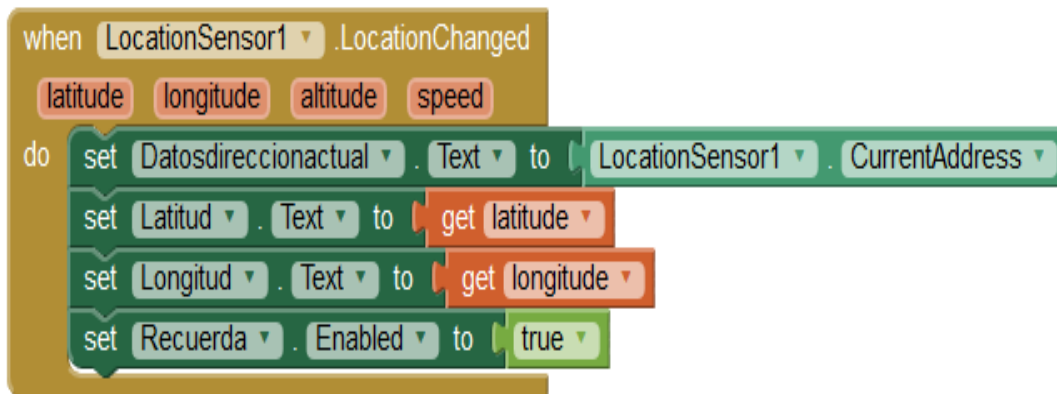 when LocationSensor1 .LocationChanged
latitude longitude altitude speed
do set Datosdireccionactual . Text to LocationSensor1 . CurrentAddress
set Latitud . Text to get latitude
set Longitud . Text to get longitude
set Recuerda . Enabled to true